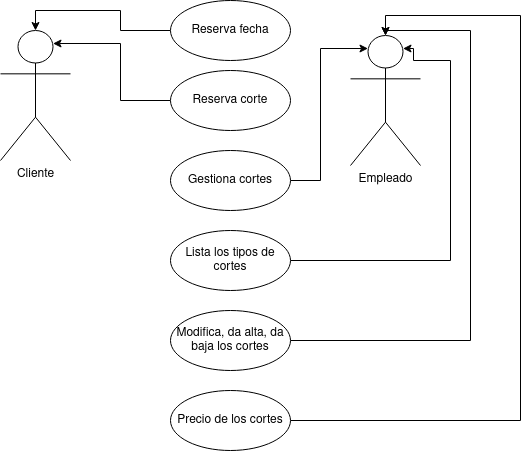 Reserva fecha
Reserva corte
Cliente
Gestiona cortes
Empleado
Lista los tipos de
cortes
Modifica, da alta, da
baja los cortes
Precio de los cortes